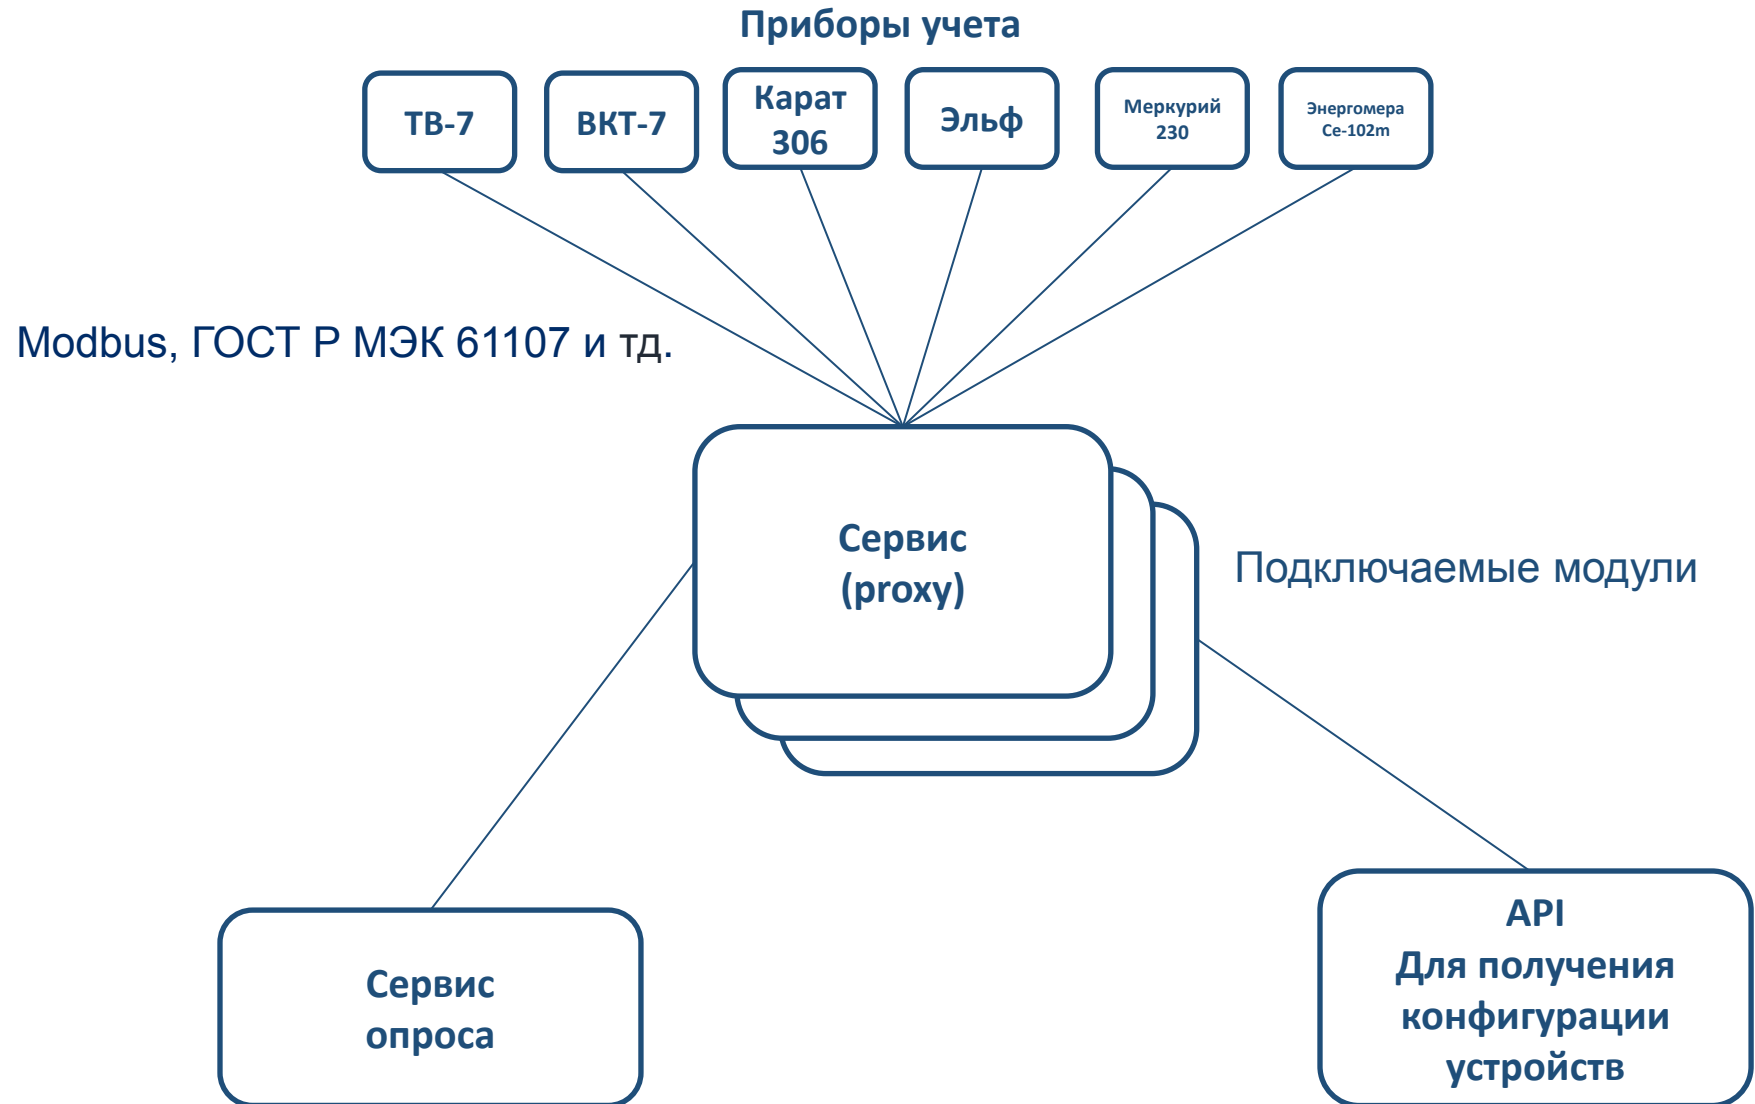 Приборы учета
ТВ-7
ВКТ-7
Карат
306
Эльф
Меркурий
230
Энергомера
Се-102m
Modbus, ГОСТ Р МЭК 61107 и тд.
Сервис
(proxy)
Подключаемые модули
Сервис
опроса
API
Для получения
конфигурации
устройств